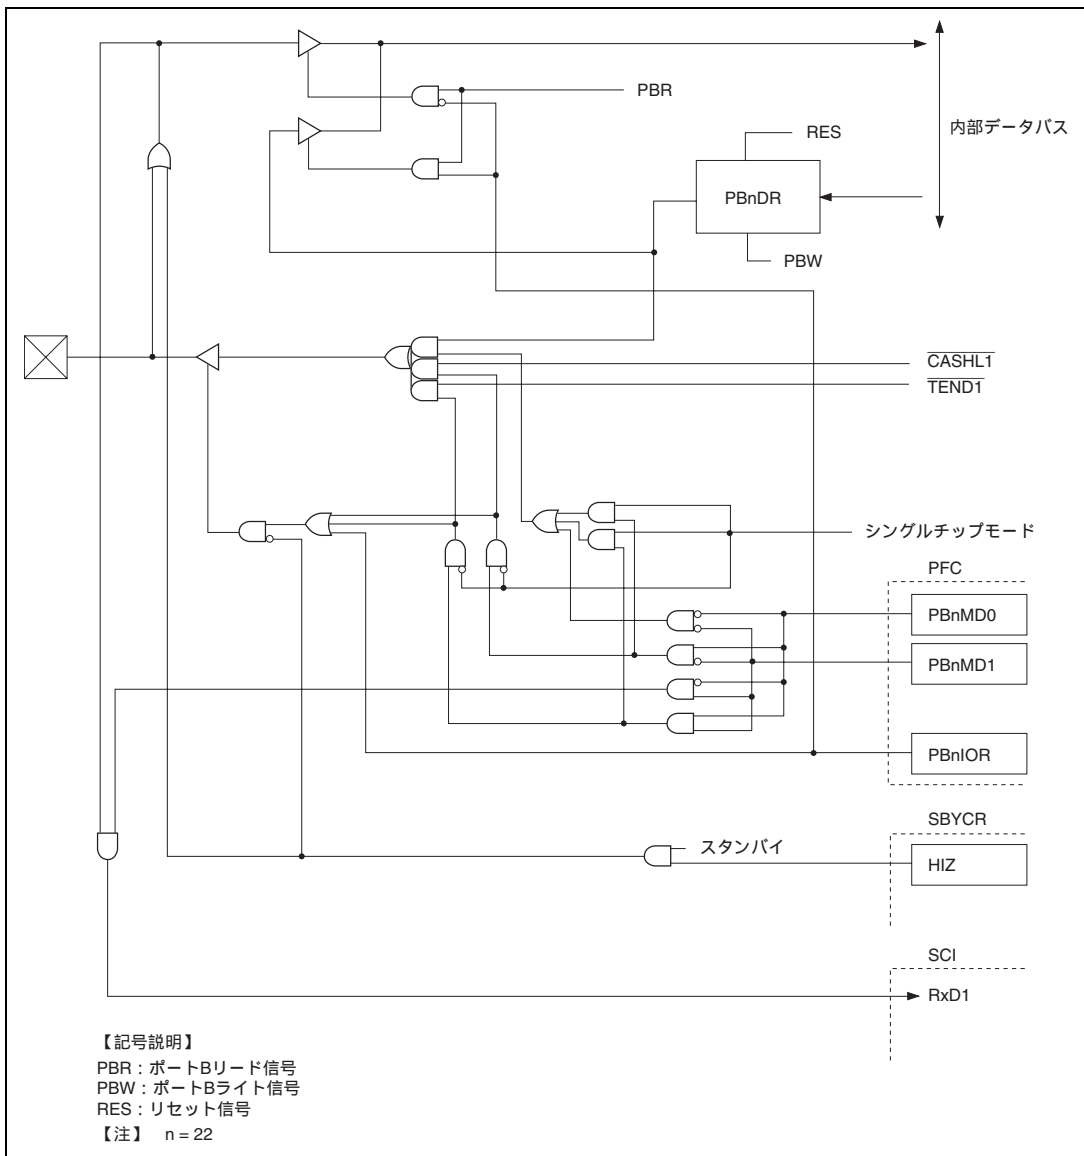 PBR
内部データバス
RES
PBnDR
PBW
CASHL1
TEND1
シングルチップモード
PFC
PBnMD0
PBnMD1
PBnIOR
SBYCR
スタンバイ
HIZ
SCI
RxD1
【記号説明】
PBR：ポートBリード信号
PBW：ポートBライト信号
RES：リセット信号
【注】 n = 22